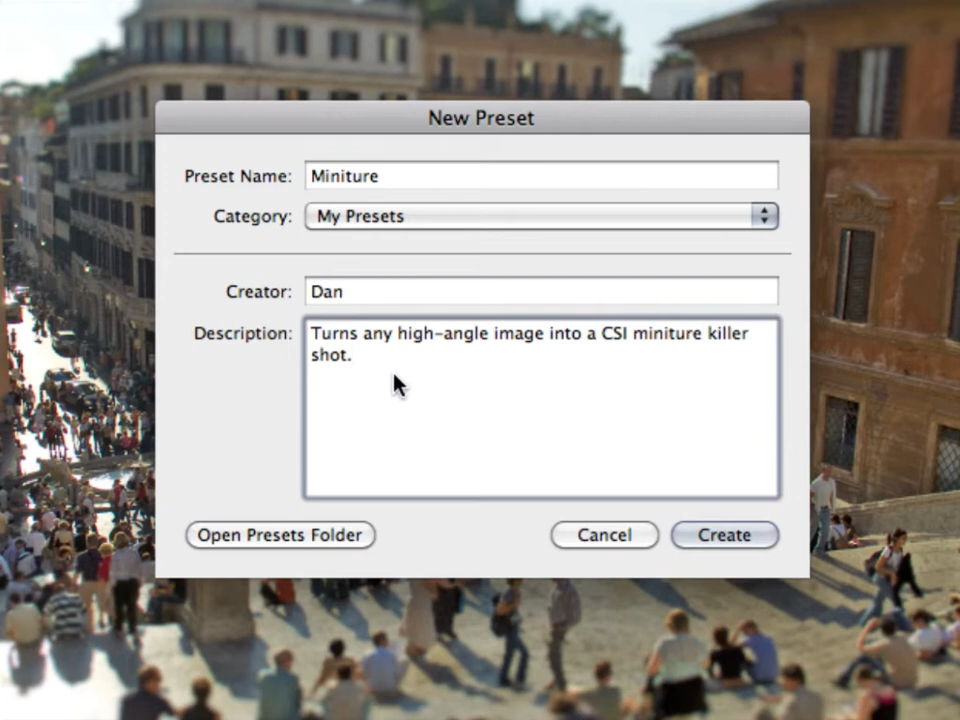 New Preset
Preset Name: Miniture
Category: My Presets
Creator: Dan
Description: Turns any high-angle image into a CSI miniture killer
shot.
Open Presets Folder Cancel Create